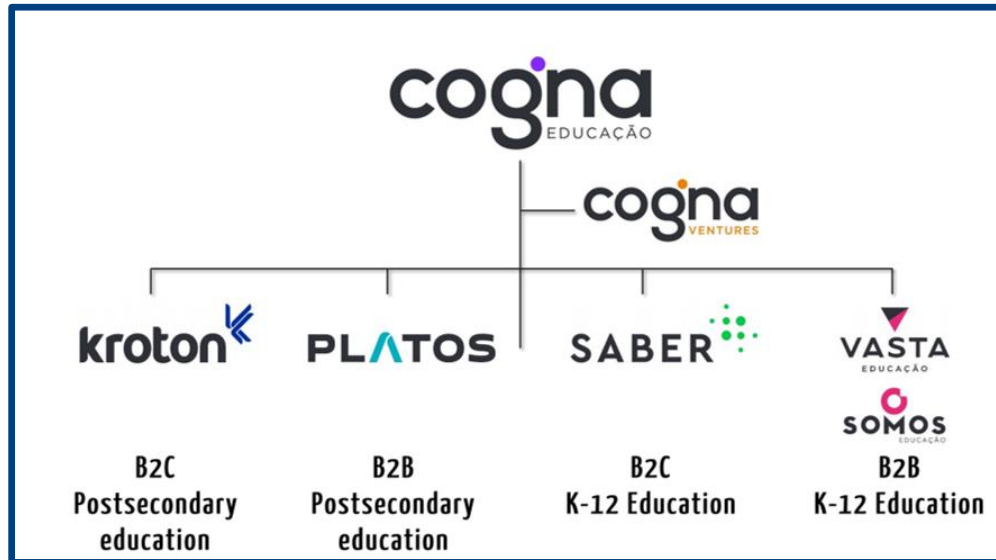 cogna
EDUCAÇÃO
cogna
VENTURES
kroton
PLATOS
SABER
VASTA
EDUCAÇÃO
SOMOS
EDUCAÇÃO
B2C
Postsecondary
education
B2B
Postsecondary
education
B2C
K-12 Education
B2B
K-12 Education